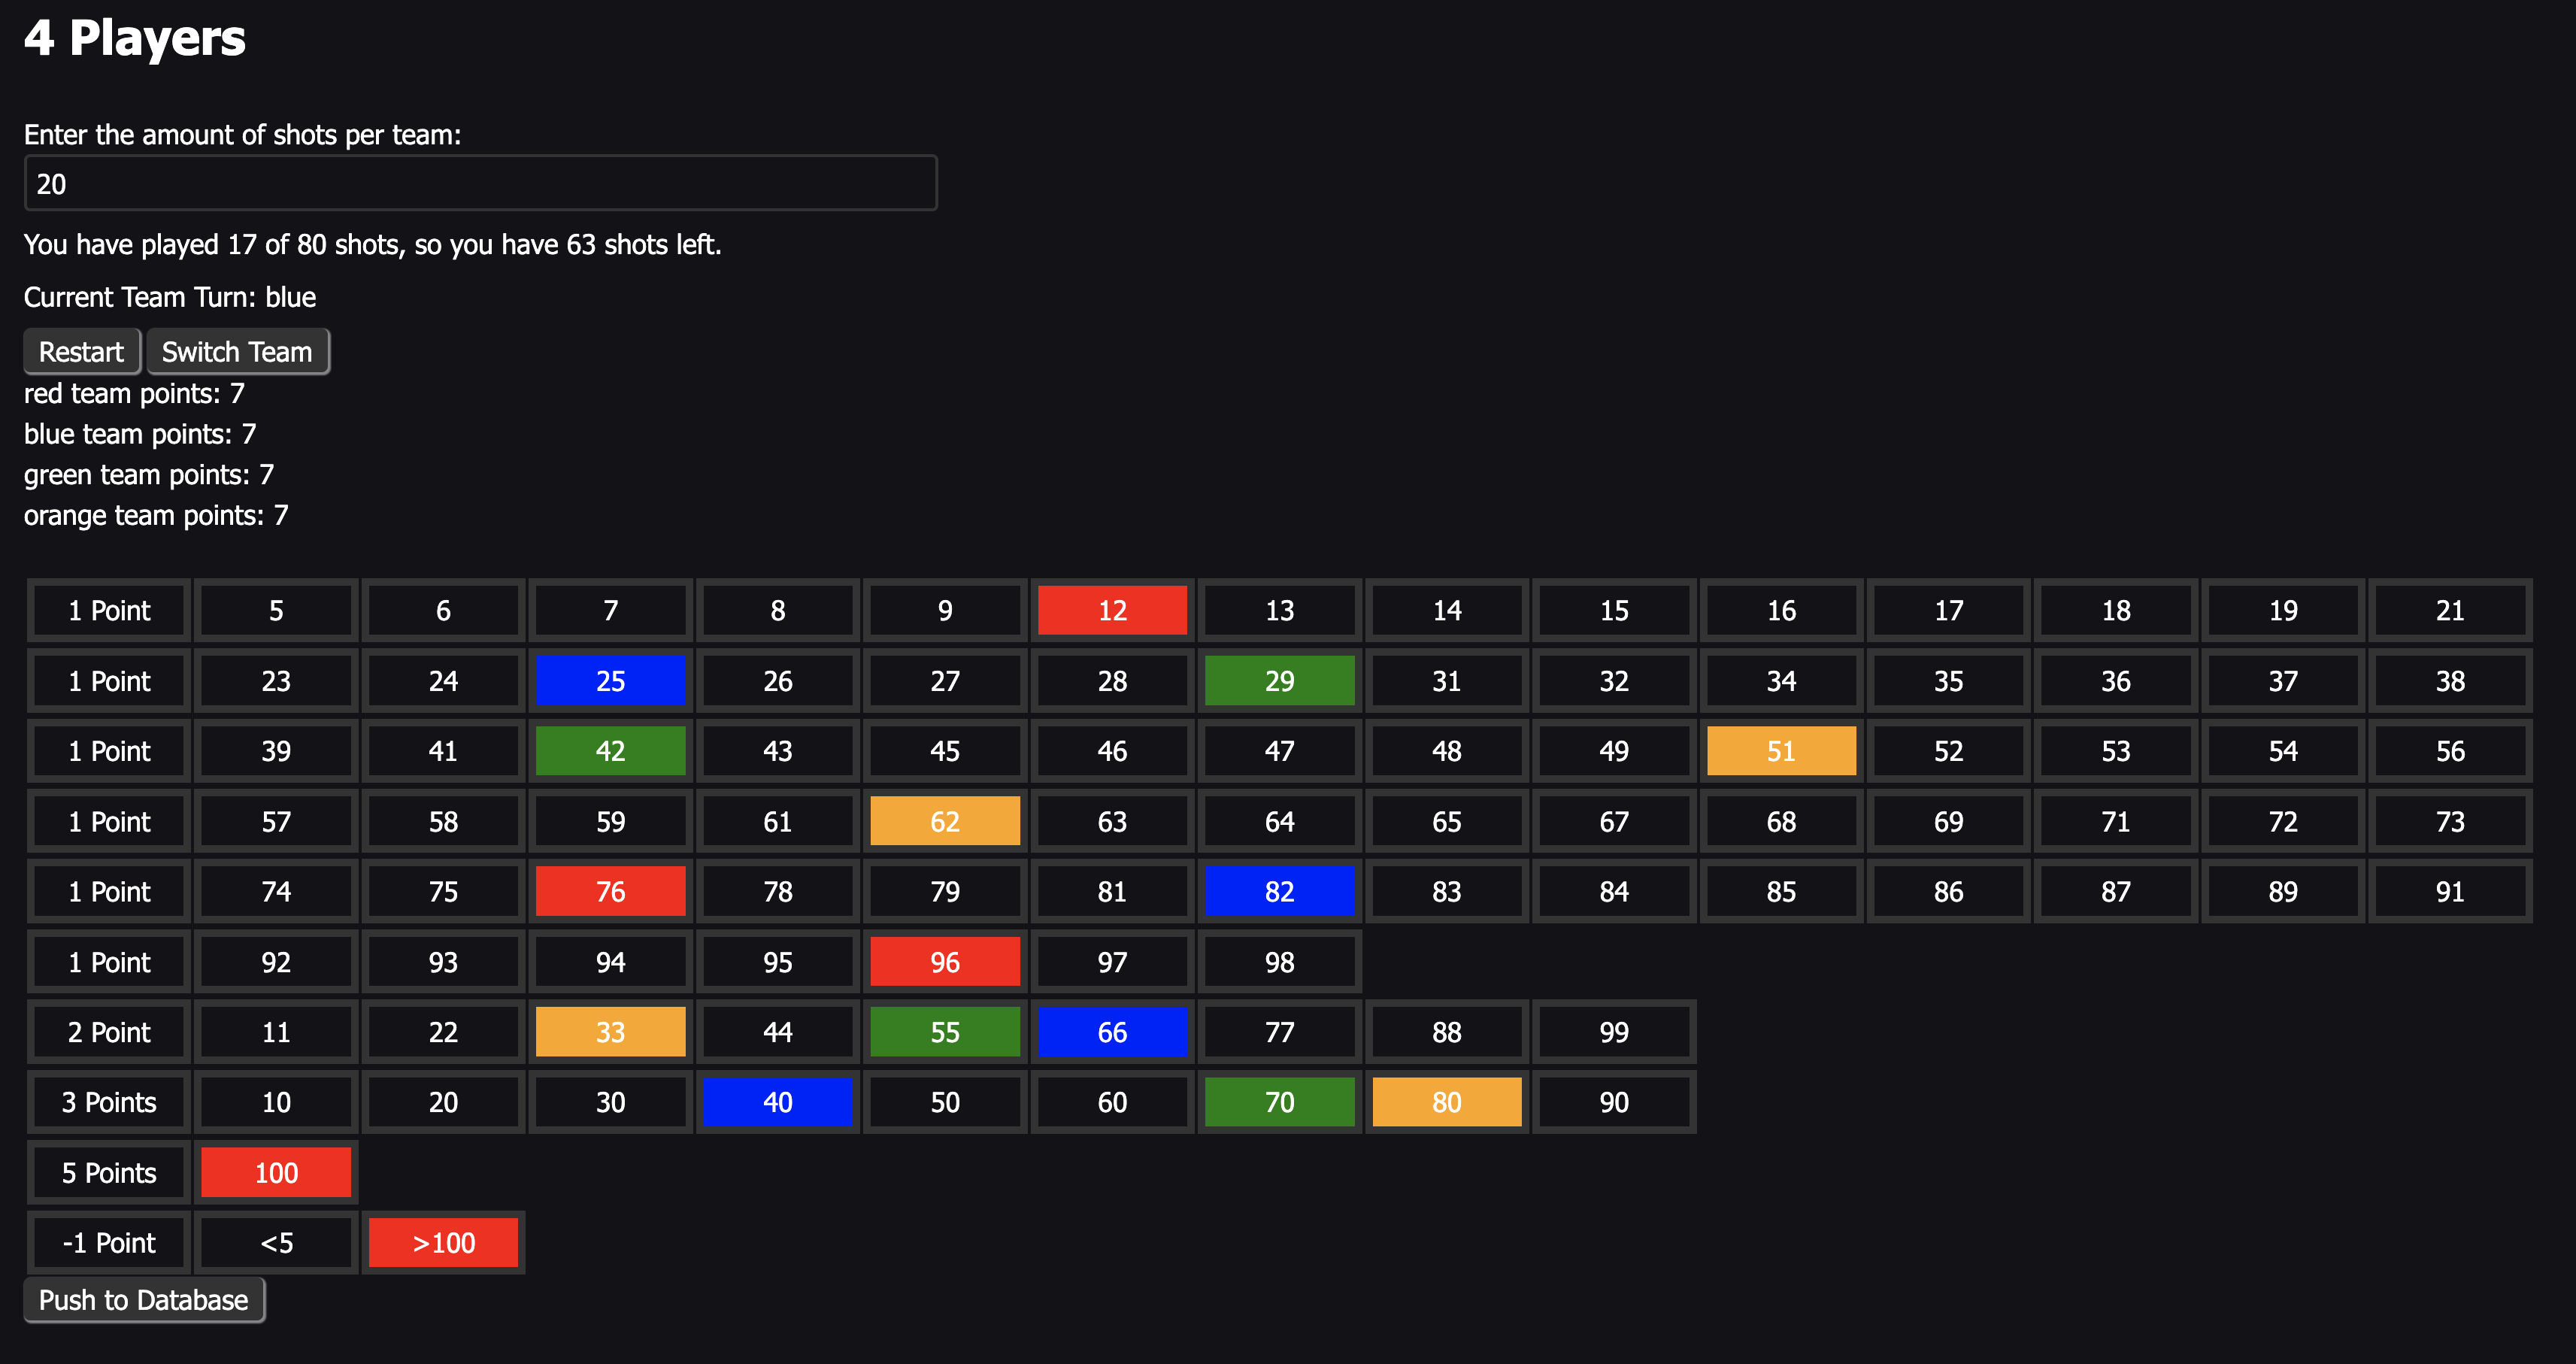 4 Players
Enter the amount of shots per team:
20
You have played 17 of 80 shots, so you have 63 shots left.
Current Team Turn: blue
Restart Switch Team
red team points: 7
blue team points: 7
green team points: 7
orange team points: 7
1 Point 5 6 7 8 9 12 13 14 15 16 17 18 19 21
1 Point 23 24 25 26 27 28 29 31 32 34 35 36 37 38
1 Point 39 41 42 43 45 46 47 48 49 51 52 53 54 56
1 Point 57 58 59 61 62 63 64 65 67 68 69 71 72 73
1 Point 74 75 76 78 79 81 82 83 84 85 86 87 89 91
1 Point 92 93 94 95 96 97 98
2 Point 11 22 33 44 55 66 77 88 99
3 Points 10 20 30 40 50 60 70 80 90
5 Points 100
-1 Point <5 >100
Push to Database